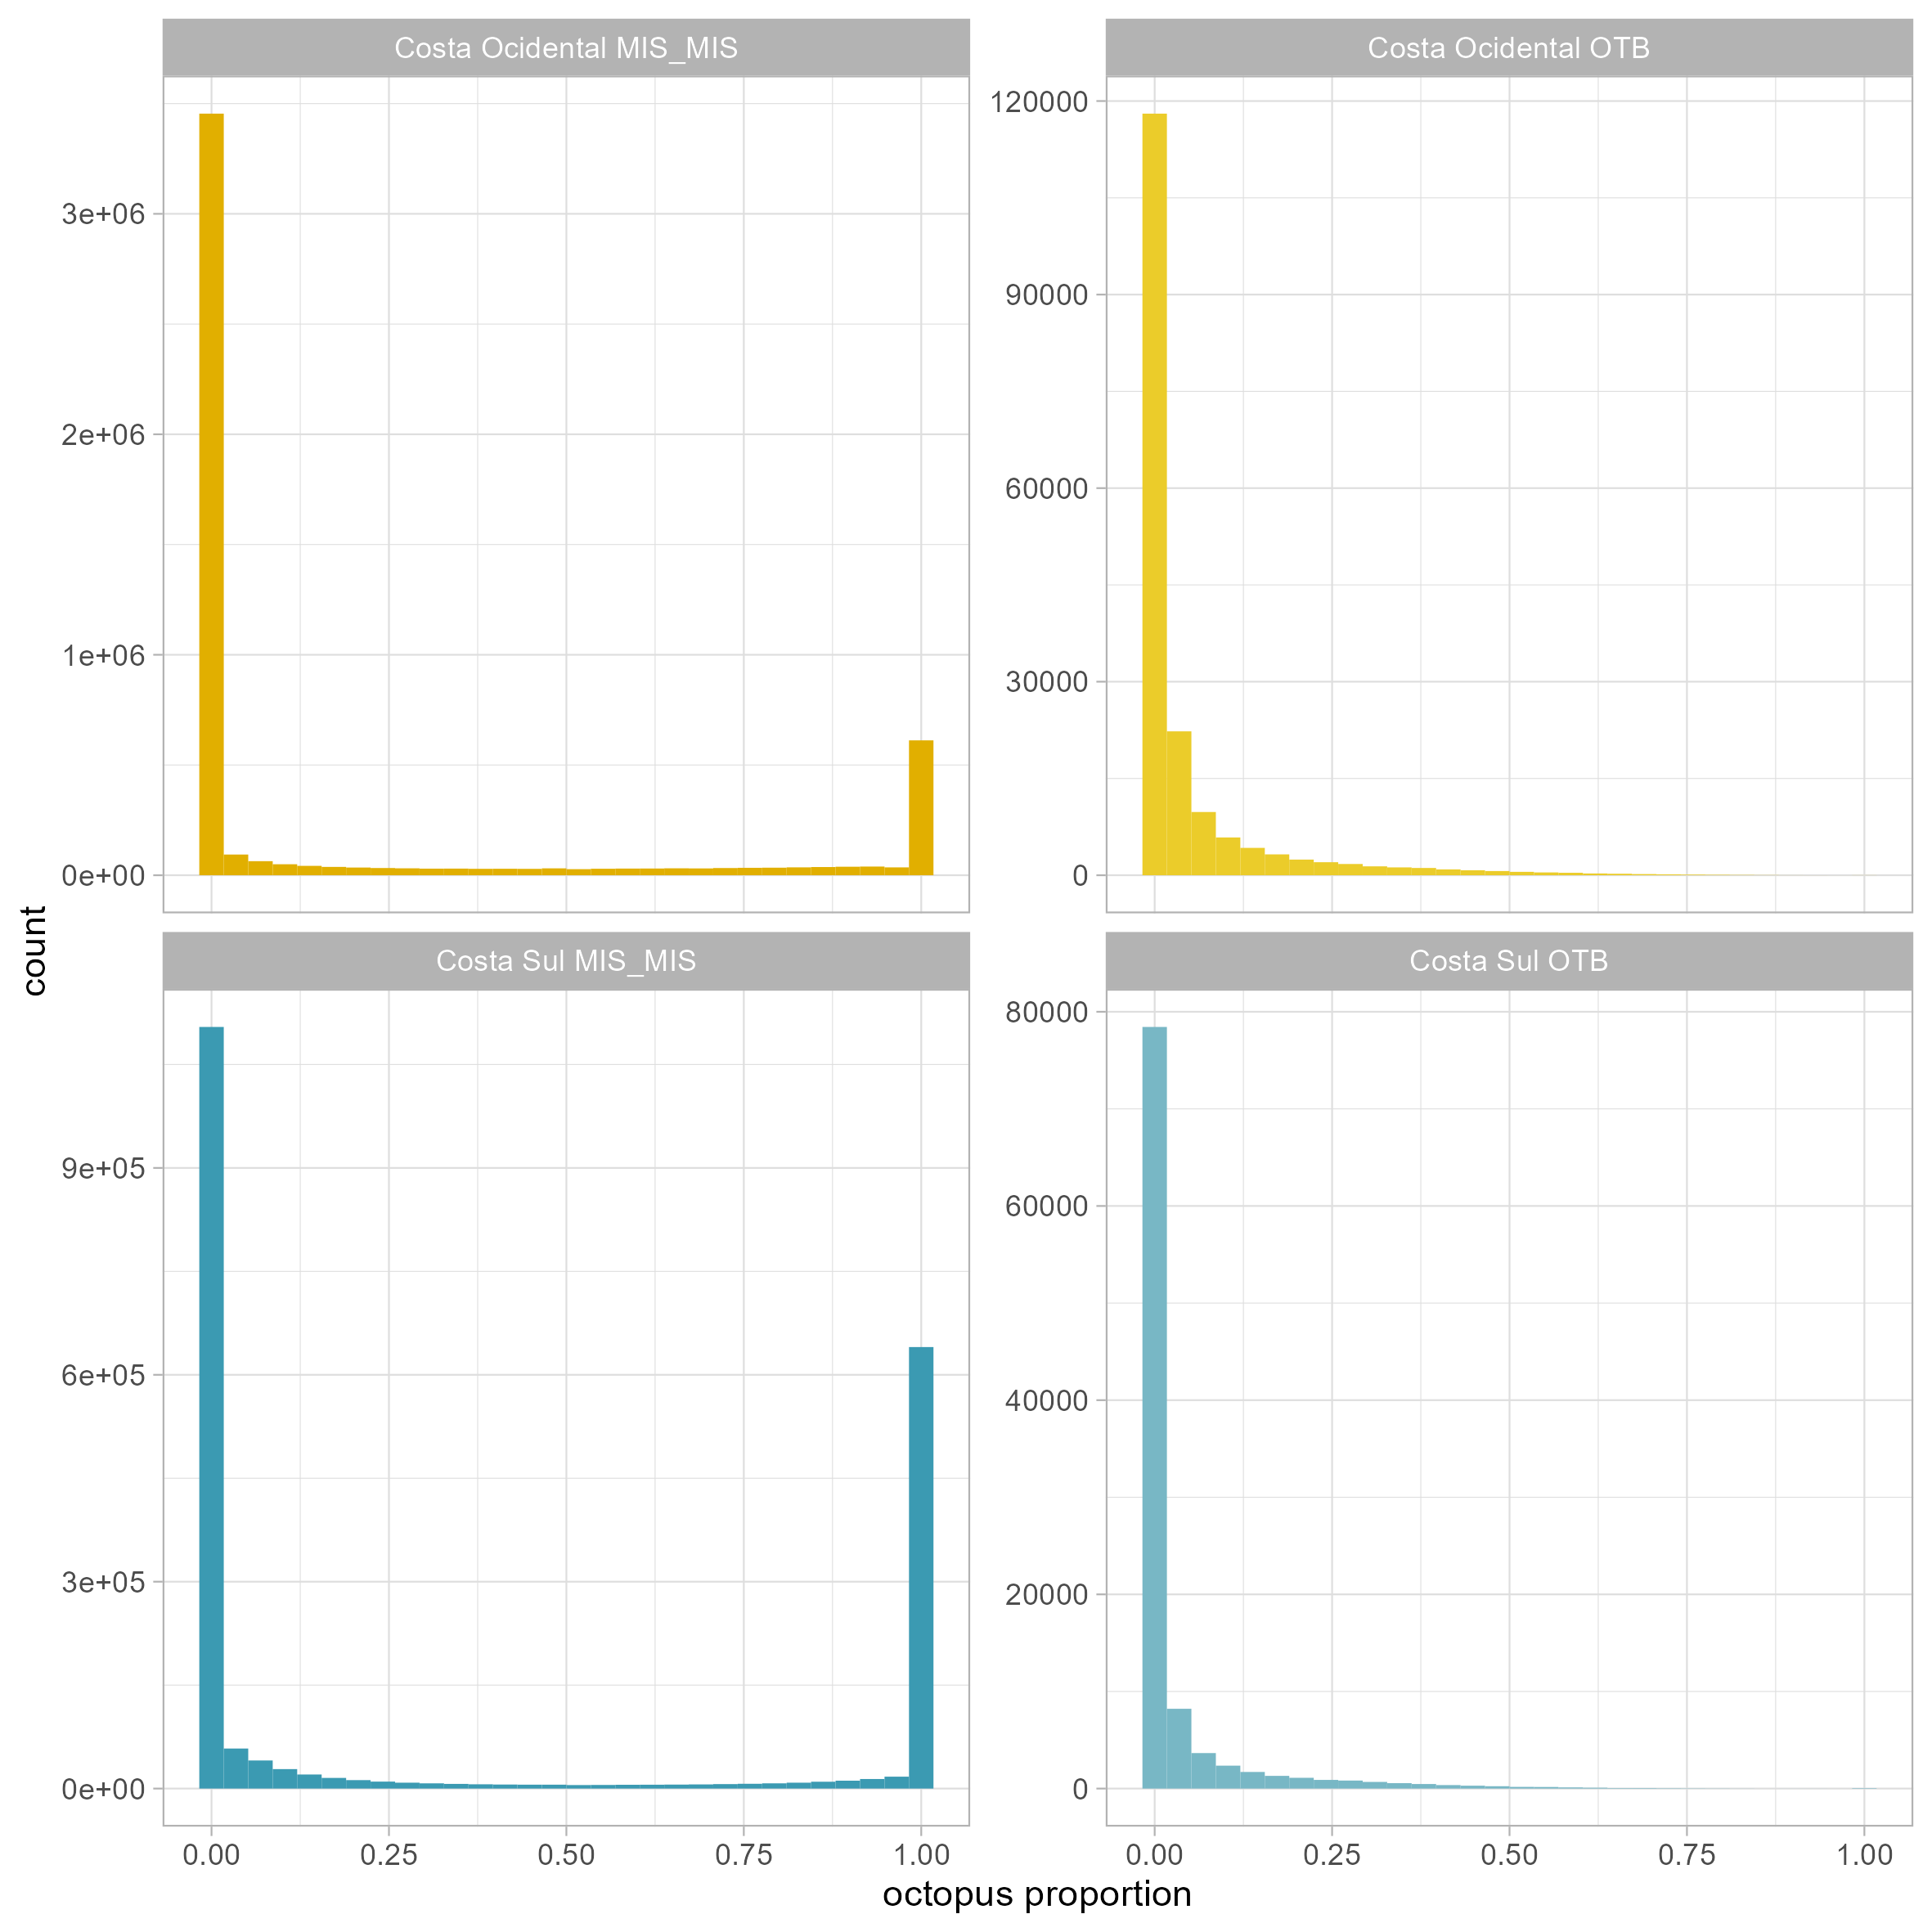 Costa Ocidental MIS_MIS
Costa Ocidental OTB
3e+06
2e+06
1e+06
0e+00
120000
90000
60000
30000
0
count
Costa Sul MIS_MIS
Costa Sul OTB
9e+05
6e+05
3e+05
0e+00
80000
60000
40000
20000
0
0.00 0.25 0.50 0.75 1.00
0.00 0.25 0.50 0.75 1.00
octopus proportion